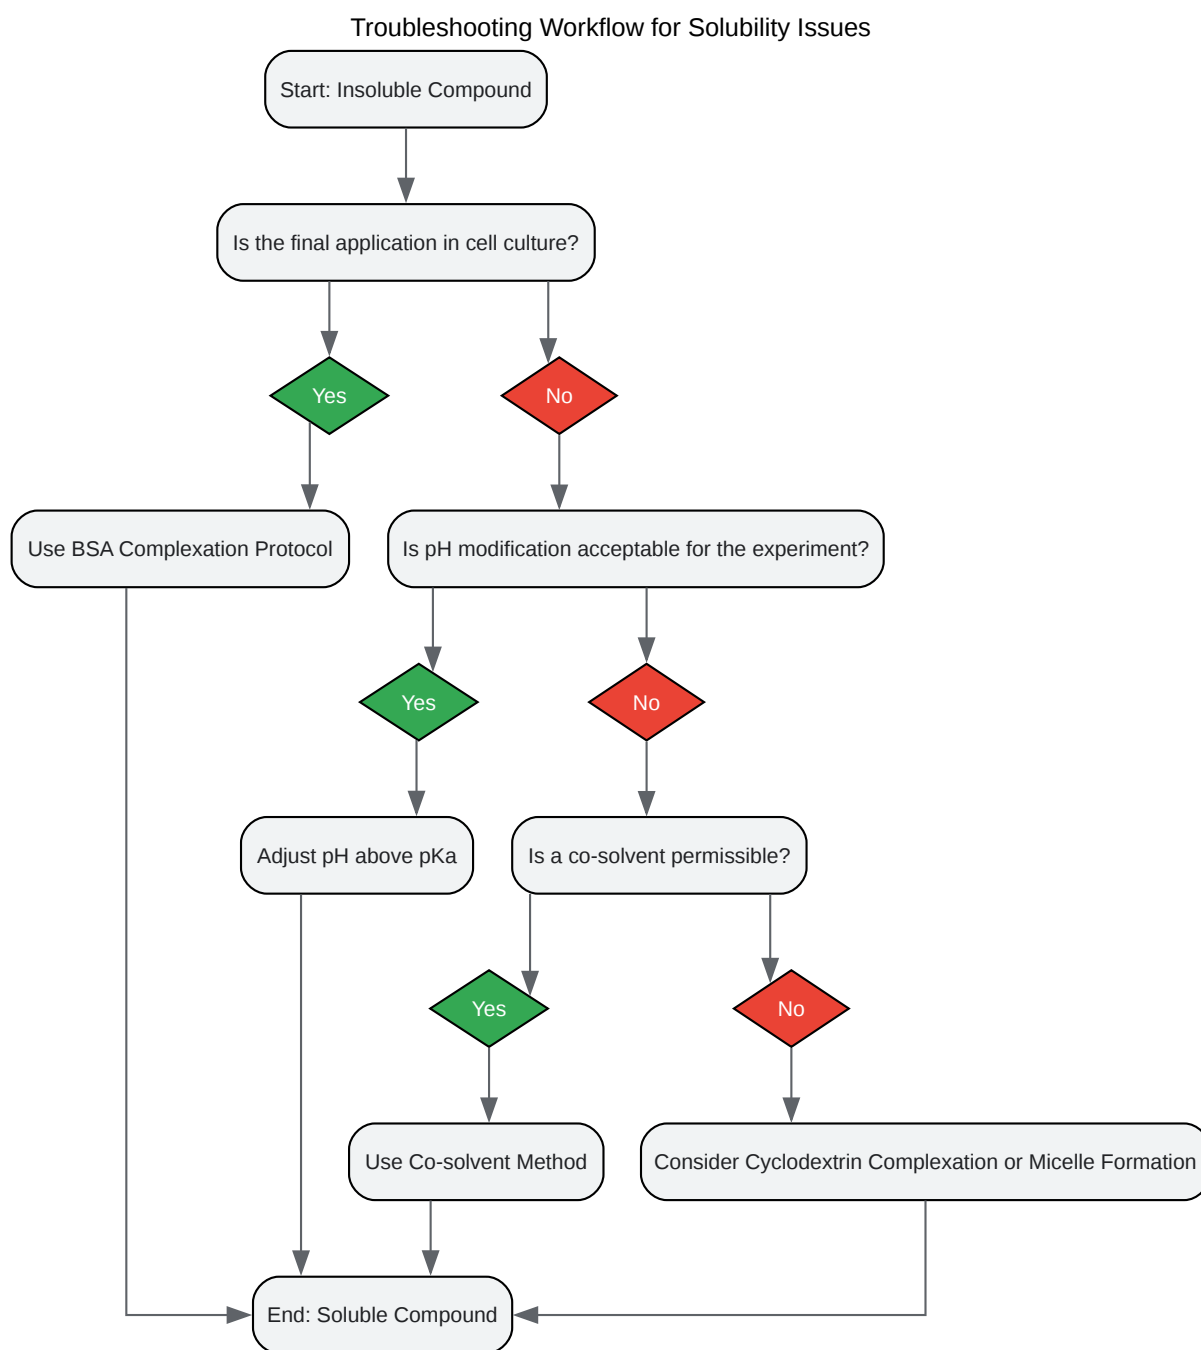 Troubleshooting Workflow for Solubility Issues
Start: Insoluble Compound
Is the final application in cell culture?
Yes
No
Use BSA Complexation Protocol
Is pH modification acceptable for the experiment?
Yes
No
Adjust pH above pKa
Is a co-solvent permissible?
Yes
No
Use Co-solvent Method
Consider Cyclodextrin Complexation or Micelle Formation
End: Soluble Compound